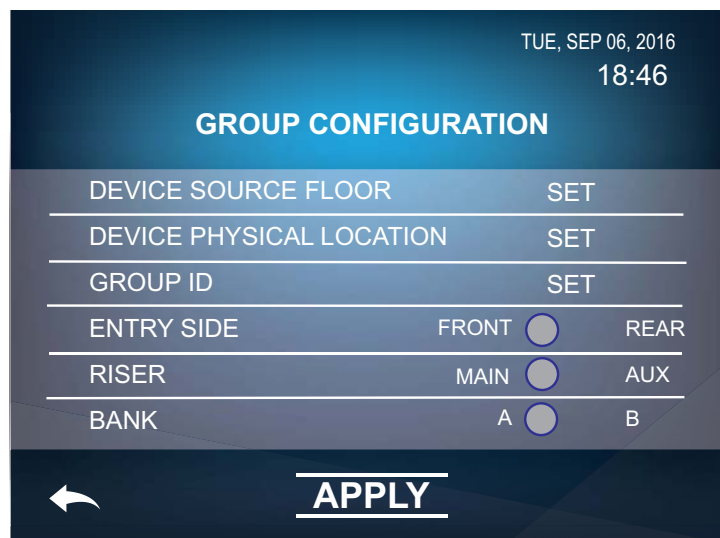 TUE, SEP 06, 2016
18:46
GROUP CONFIGURATION
DEVICE SOURCE FLOOR SET
DEVICE PHYSICAL LOCATION SET
GROUP ID SET
ENTRY SIDE FRONT REAR
RISER MAIN AUX
BANK A B
APPLY